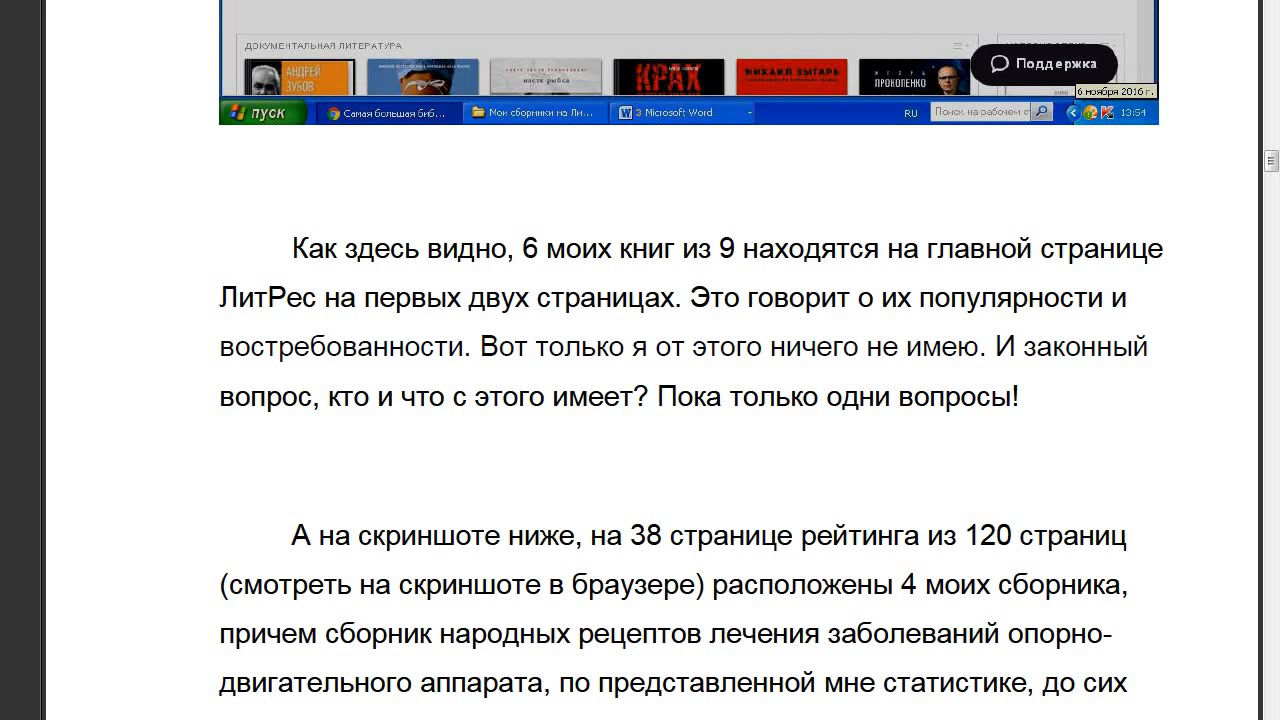 ДОКУМЕНТАЛЬНАЯ ЛИТЕРАТУРА
АНДРЕЙ
ЗУБОВ
КРАХ
МИХАИЛ ЗЫГАРЬ
ИГОРЬ
ПРОКОПЕНКО
Поддержка
6 ноября 2016 г.
пуск
Самая большая биб...
Мои сборники на Ли...
3 Microsoft Word
RU
Поиск на рабочем с
13:54
Как здесь видно, 6 моих книг из 9 находятся на главной странице
ЛитРес на первых двух страницах. Это говорит о их популярности и
востребованности. Вот только я от этого ничего не имею. И законный
вопрос, кто и что с этого имеет? Пока только одни вопросы!
А на скриншоте ниже, на 38 странице рейтинга из 120 страниц
(смотреть на скриншоте в браузере) расположены 4 моих сборника,
причем сборник народных рецептов лечения заболеваний опорно-
двигательного аппарата, по представленной мне статистике, до сих